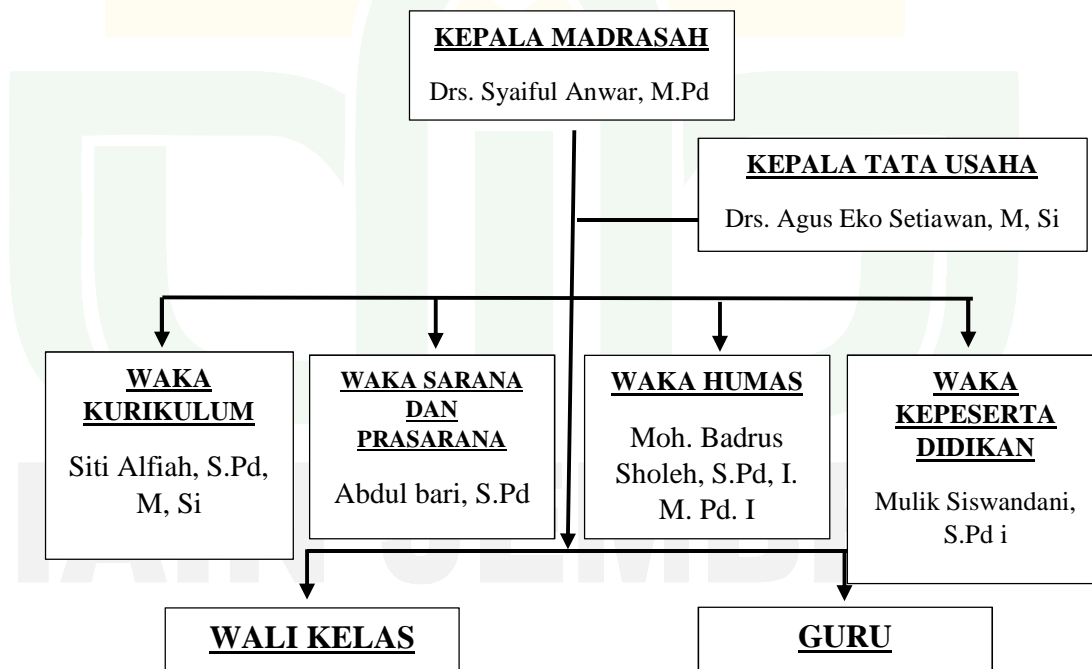 KEPALA MADRASAH
Drs. Syaiful Anwar, M.Pd
KEPALA TATA USAHA
Drs. Agus Eko Setiawan, M, Si
WAKA
KURIKULUM
Siti Alfiah, S.Pd,
M, Si
WAKA SARANA
DAN
PRASARANA
Abdul bari, S.Pd
WAKA HUMAS
Moh. Badrus
Sholeh, S.Pd, I.
M. Pd. I
WAKA
KEPESERTA
DIDIKAN
Mulik Siswandani,
S.Pd i
WALI KELAS
GURU